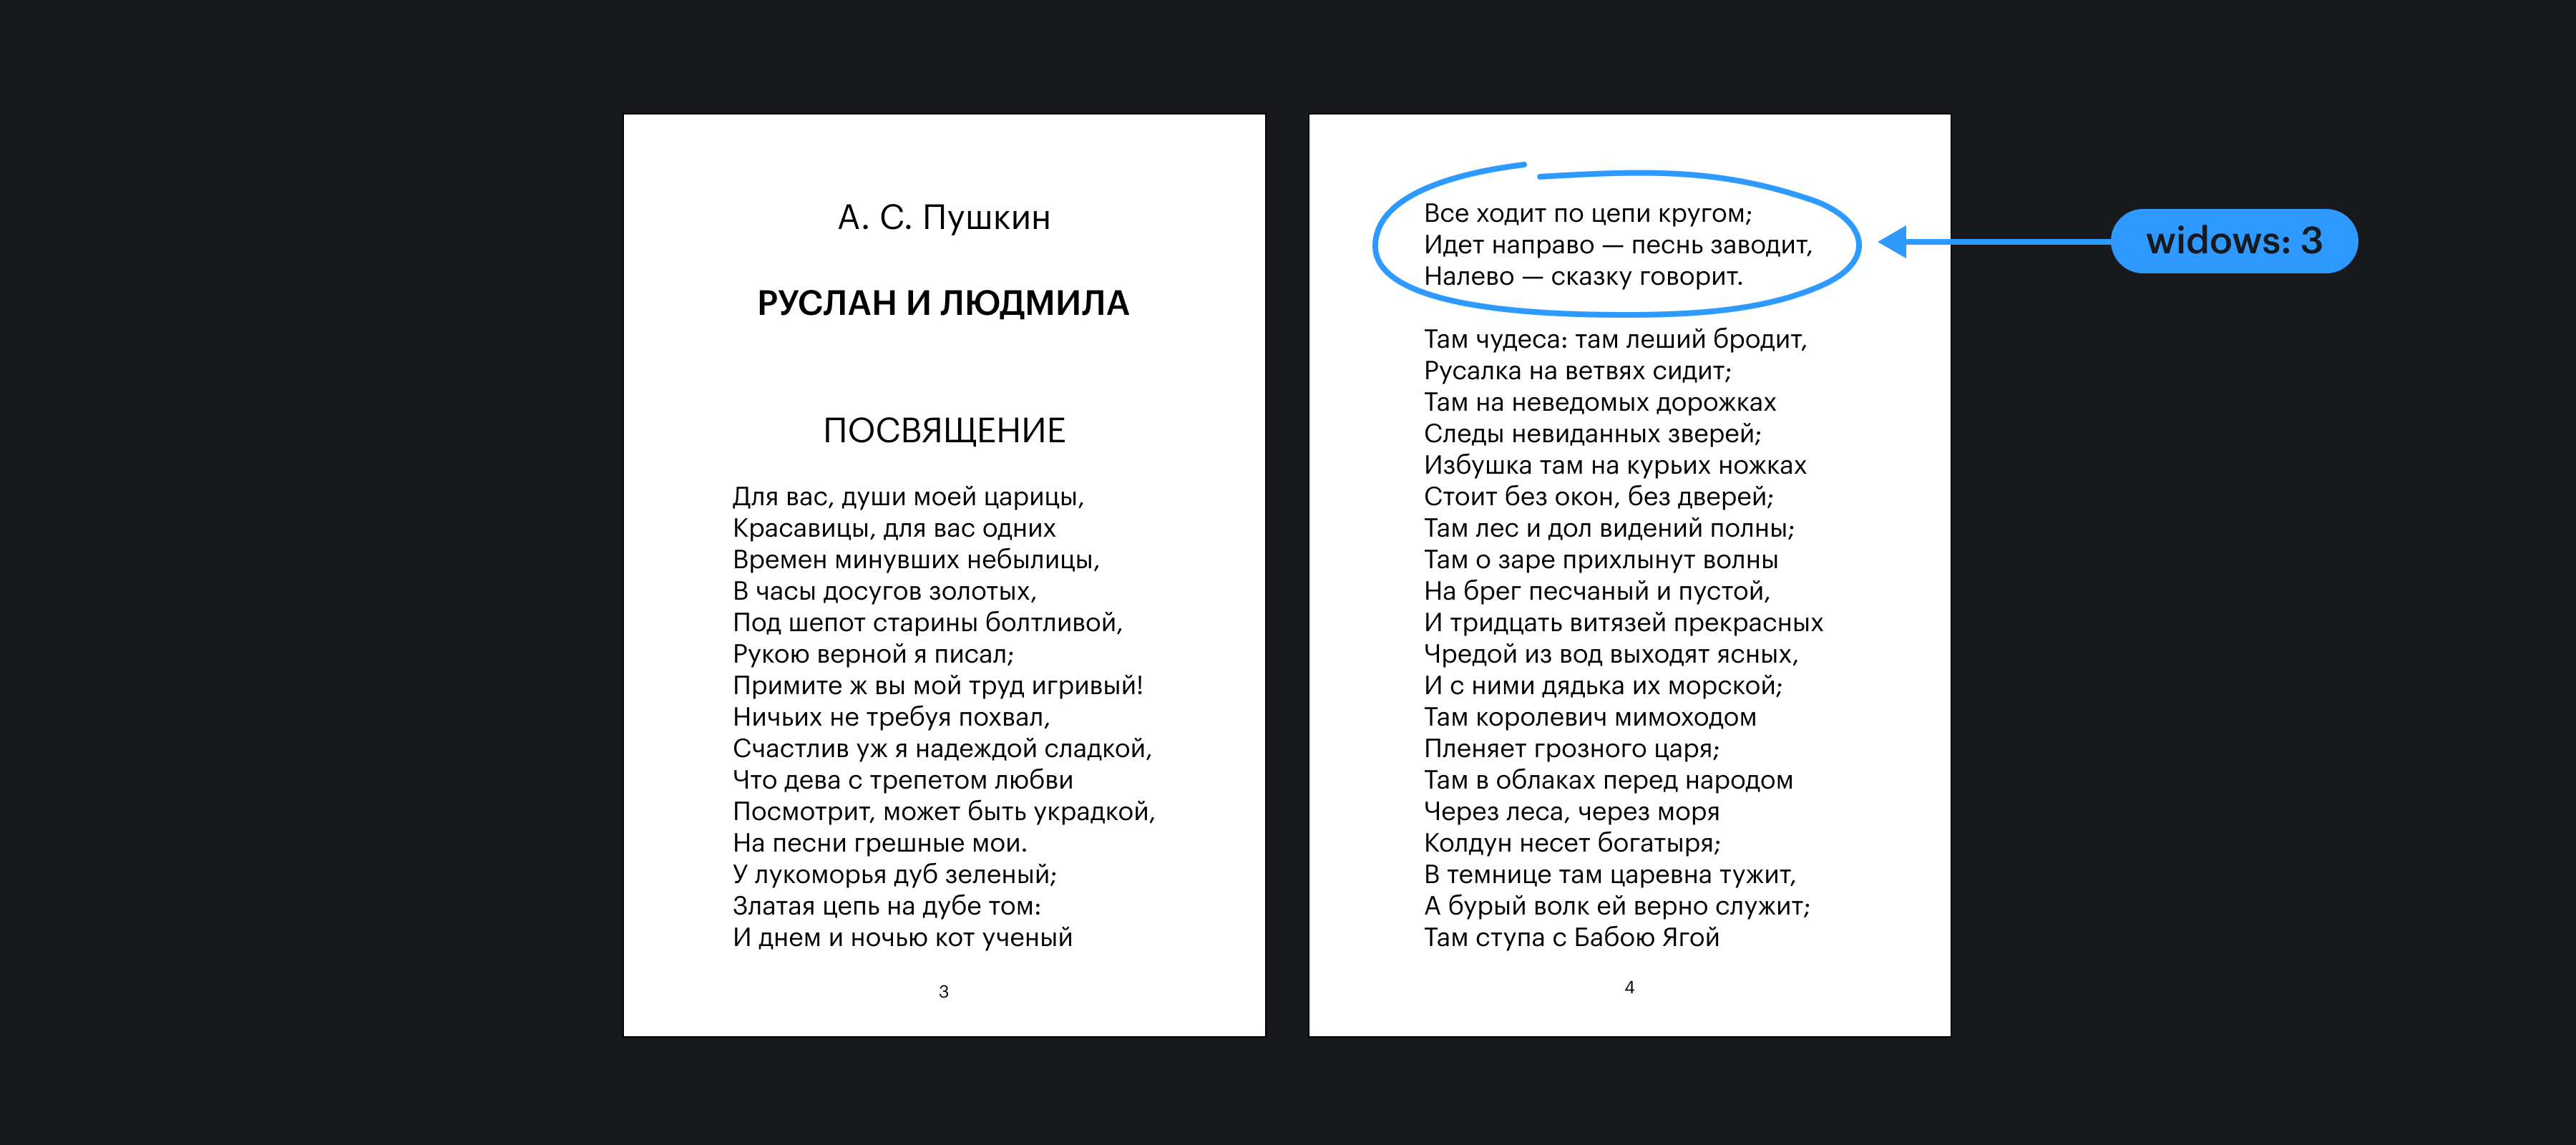 А. С. Пушкин
РУСЛАН И ЛЮДМИЛА
ПОСВЯЩЕНИЕ
Для вас, души моей царицы,
Красавицы, для вас одних
Времен минувших небылицы,
В часы досугов золотых,
Под шепот старины болтливой,
Рукою верной я писал;
Примите ж вы мой труд игривый!
Ничьих не требуя похвал,
Счастлив уж я надеждой сладкой,
Что дева с трепетом любви
Посмотрит, может быть украдкой,
На песни грешные мои.
У лукоморья дуб зеленый;
Златая цепь на дубе том:
И днем и ночью кот ученый
3
Все ходит по цепи кругом;
Идет направо — песнь заводит,
Налево — сказку говорит.
Там чудеса: там леший бродит,
Русалка на ветвях сидит;
Там на неведомых дорожках
Следы невиданных зверей;
Избушка там на курьих ножках
Стоит без окон, без дверей;
Там лес и дол видений полны;
Там о заре прихлынут волны
На брег песчаный и пустой,
И тридцать витязей прекрасных
Чредой из вод выходят ясных,
И с ними дядька их морской;
Там королевич мимоходом
Пленяет грозного царя;
Там в облаках перед народом
Через леса, через моря
Колдун несет богатыря;
В темнице там царевна тужит,
А бурый волк ей верно служит;
Там ступа с Бабою Ягой
4
widows: 3